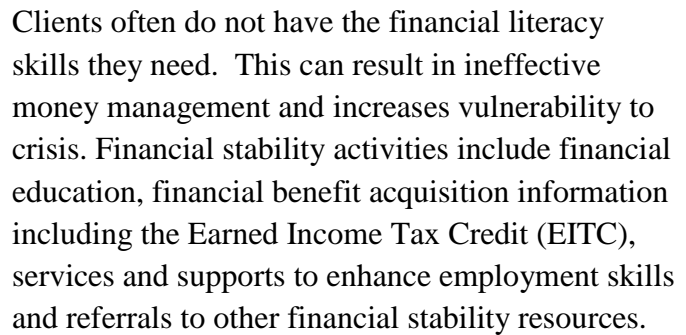 Clients often do not have the financial literacy
skills they need.  This can result in ineffective
money management and increases vulnerability to
crisis. Financial stability activities include financial
education, financial benefit acquisition information
including the Earned Income Tax Credit (EITC),
services and supports to enhance employment skills
and referrals to other financial stability resources.